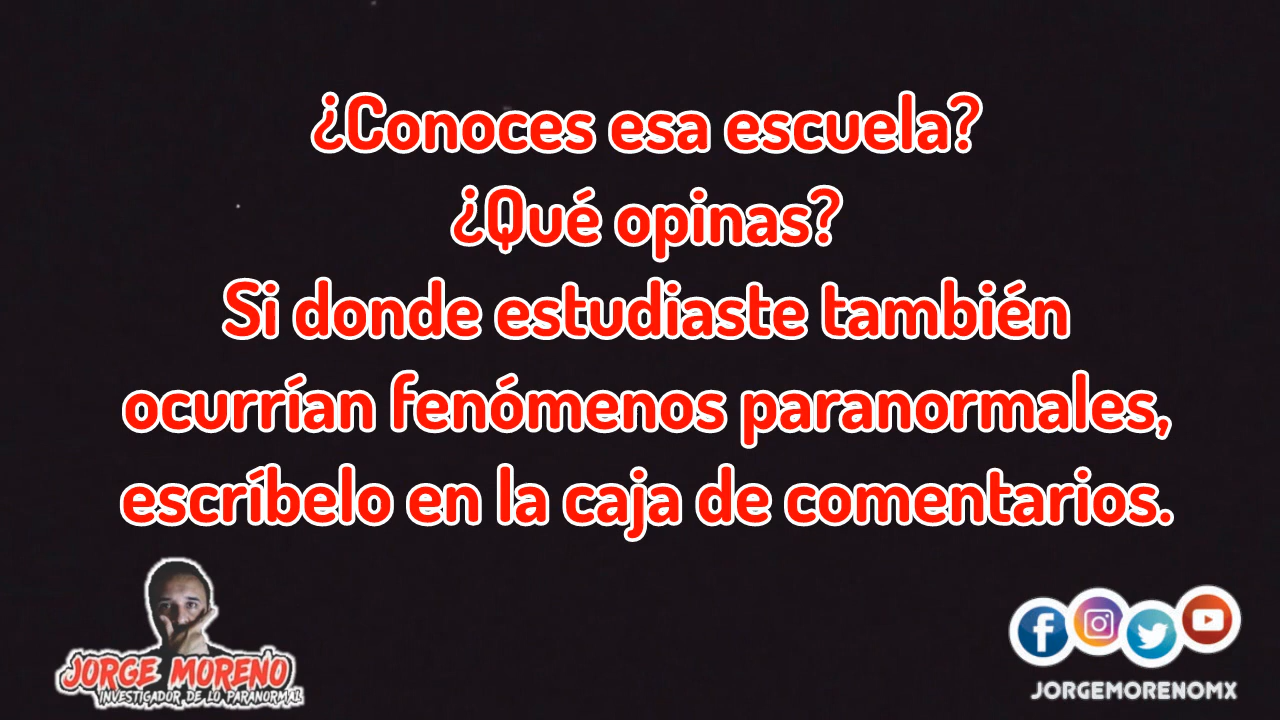 ¿Conoces esa escuela?
¿Qué opinas?
Si donde estudiaste también
ocurrían fenómenos paranormales,
escríbelo en la caja de comentarios.
JORGE MORENO
INVESTIGADOR DE LO PARANORMAL
JORGEMORENOMX